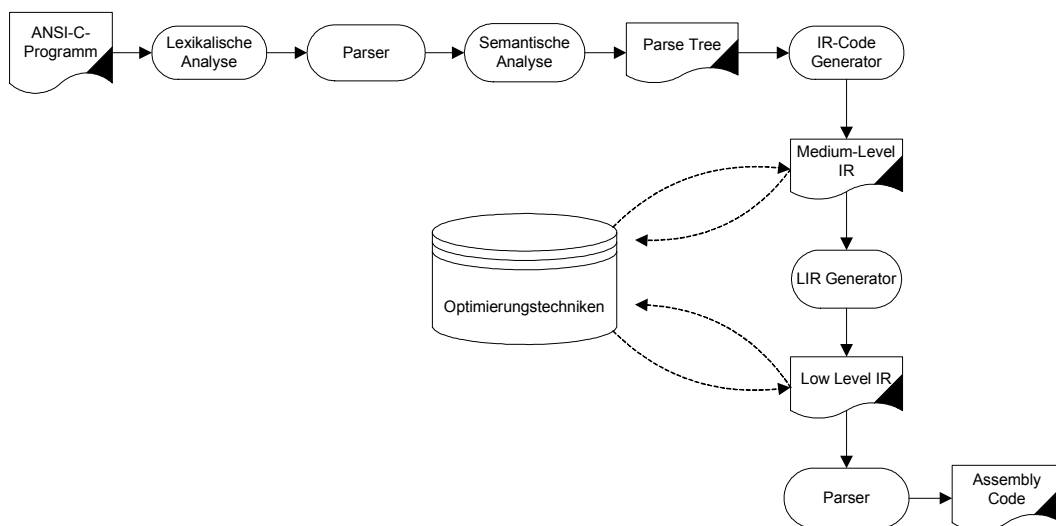 ANSI-C-
Programm
Lexikalische
Analyse
Parser
Semantische
Analyse
Parse Tree
IR-Code
Generator
Medium-Level
IR
LIR Generator
Optimierungstechniken
Low Level IR
Parser
Assembly
Code